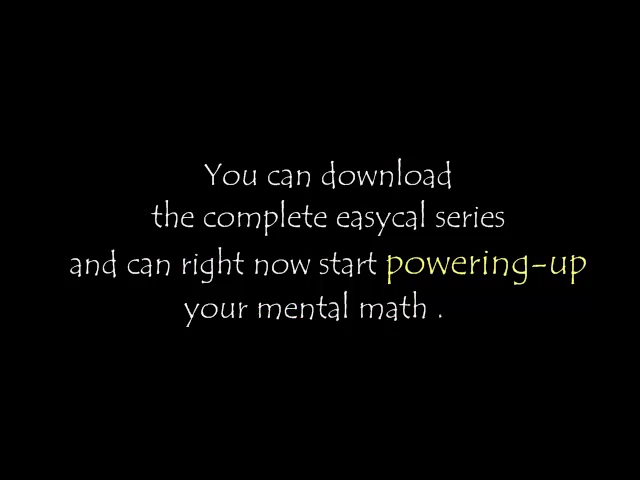 You can download
the complete easycal series
and can right now start powering-up
your mental math .